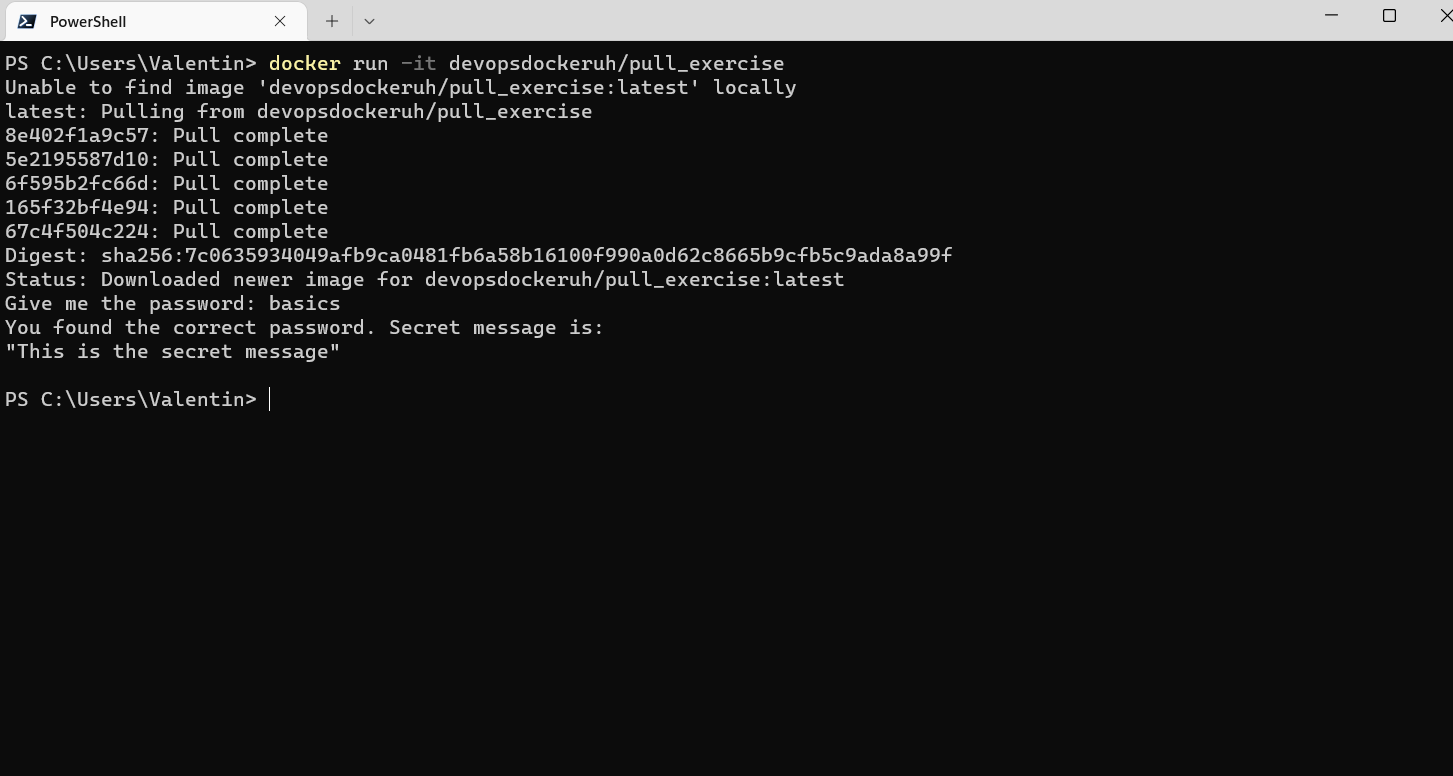 PowerShell
PS C:\Users\Valentin> docker run -it devopsdockeruh/pull_exercise
Unable to find image 'devopsdockeruh/pull_exercise:latest' locally
latest: Pulling from devopsdockeruh/pull_exercise
8e402f1a9c57: Pull complete
5e2195587d10: Pull complete
6f595b2fc66d: Pull complete
165f32bf4e94: Pull complete
67c4f504c224: Pull complete
Digest: sha256:7c0635934049afb9ca0481fb6a58b16100f990a0d62c8665b9cfb5c9ada8a99f
Status: Downloaded newer image for devopsdockeruh/pull_exercise:latest
Give me the password: basics
You found the correct password. Secret message is:
"This is the secret message"
PS C:\Users\Valentin>